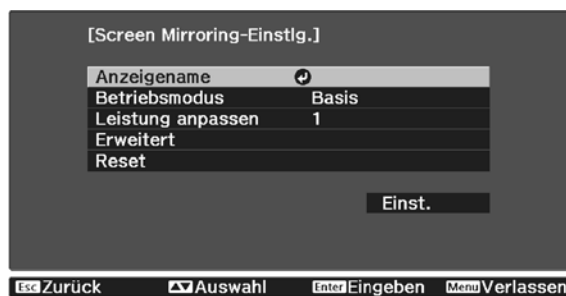 [Screen Mirroring-Einstlg.]
Anzeigename
Betriebsmodus Basis
Leistung anpassen 1
Erweitert
Reset
Einst.
Esc Zurück Auswahl Enter Eingeben Menu Verlassen